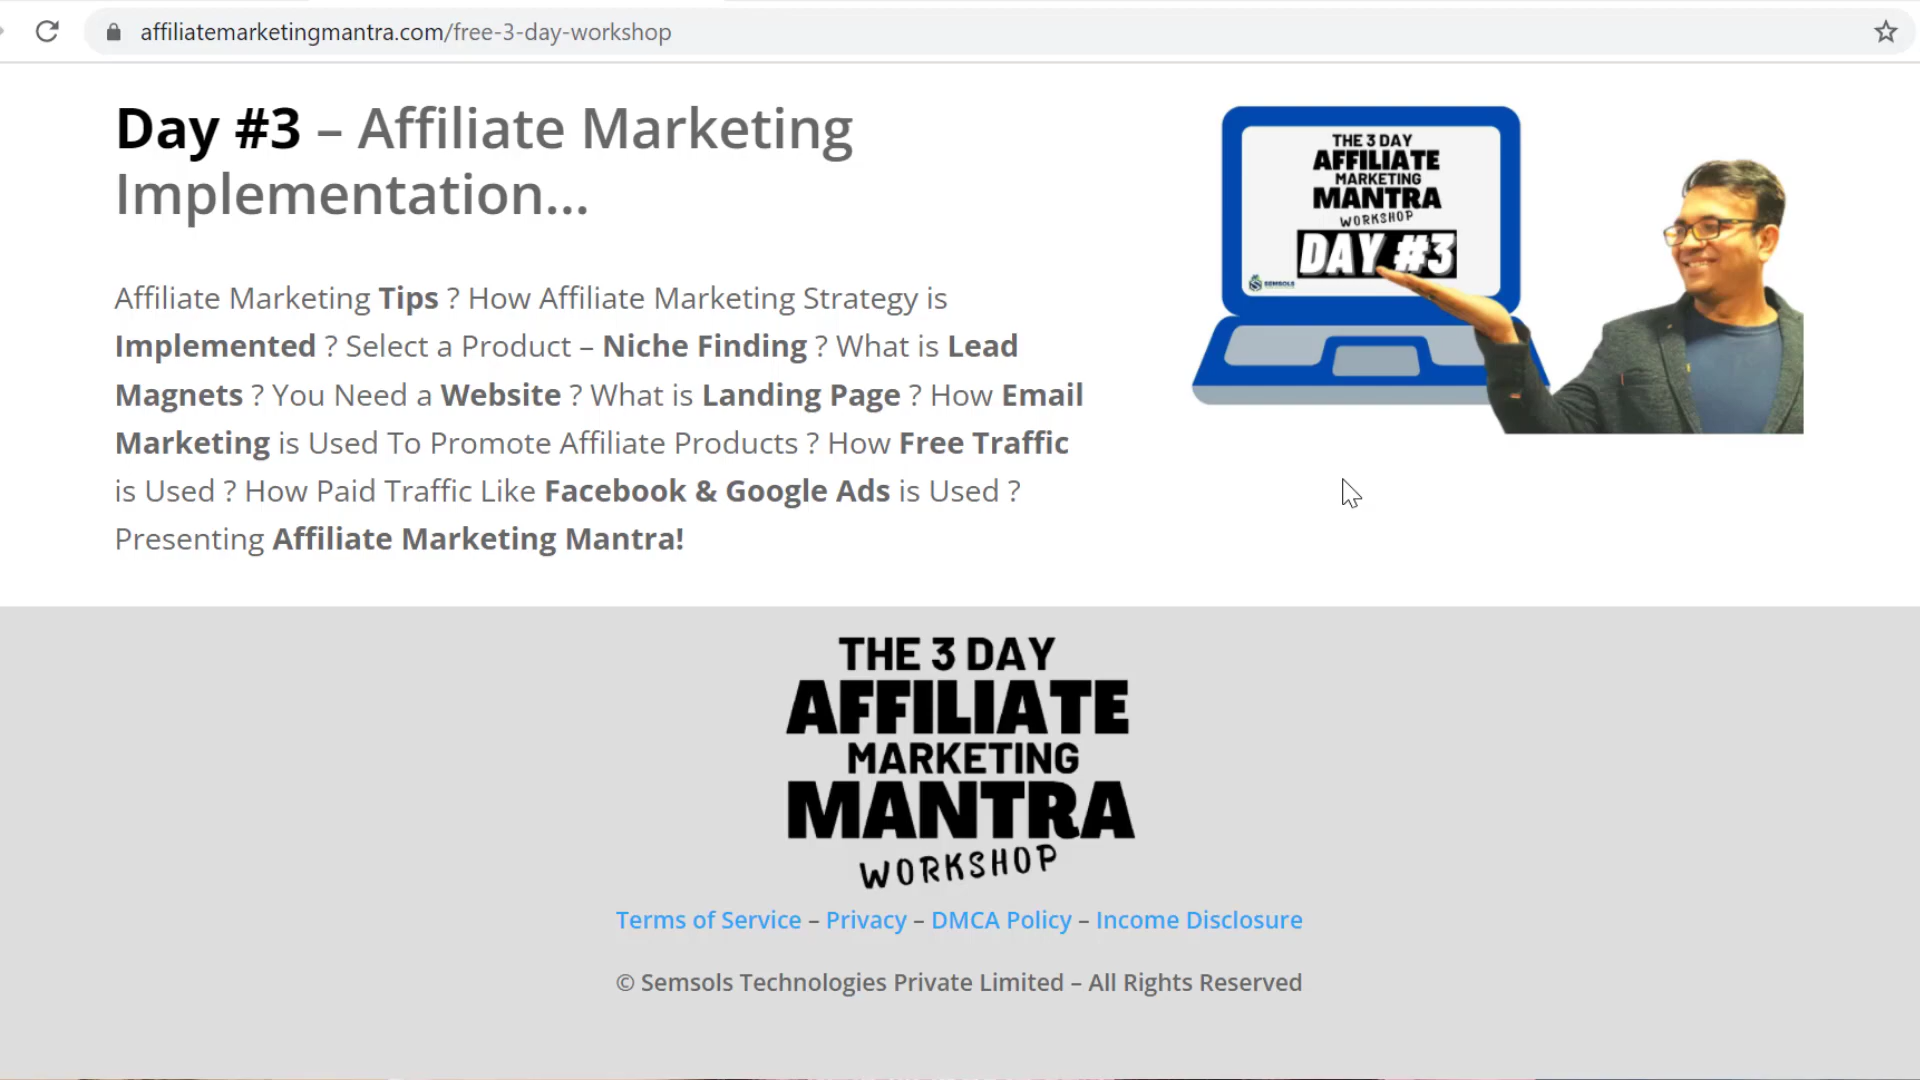 affiliatemarketingmantra.com/free-3-day-workshop
Day #3 – Affiliate Marketing
Implementation...
Affiliate Marketing Tips ? How Affiliate Marketing Strategy is
Implemented ? Select a Product – Niche Finding ? What is Lead
Magnets ? You Need a Website ? What is Landing Page ? How Email
Marketing is Used To Promote Affiliate Products ? How Free Traffic
is Used ? How Paid Traffic Like Facebook & Google Ads is Used ?
Presenting Affiliate Marketing Mantra!
THE 3 DAY
AFFILIATE
MARKETING
MANTRA
WORKSHOP
DAY #3
SEMSOLS
THE 3 DAY
AFFILIATE
MARKETING
MANTRA
WORKSHOP
Terms of Service – Privacy – DMCA Policy – Income Disclosure
© Semsols Technologies Private Limited – All Rights Reserved